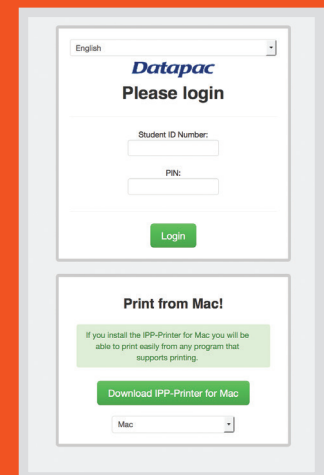 English
Datapac
Please login
Student ID Number:
PIN:
Login
Print from Mac!
If you install the IPP-Printer for Mac you will be
able to print easily from any program that
supports printing.
Download IPP-Printer for Mac
Mac